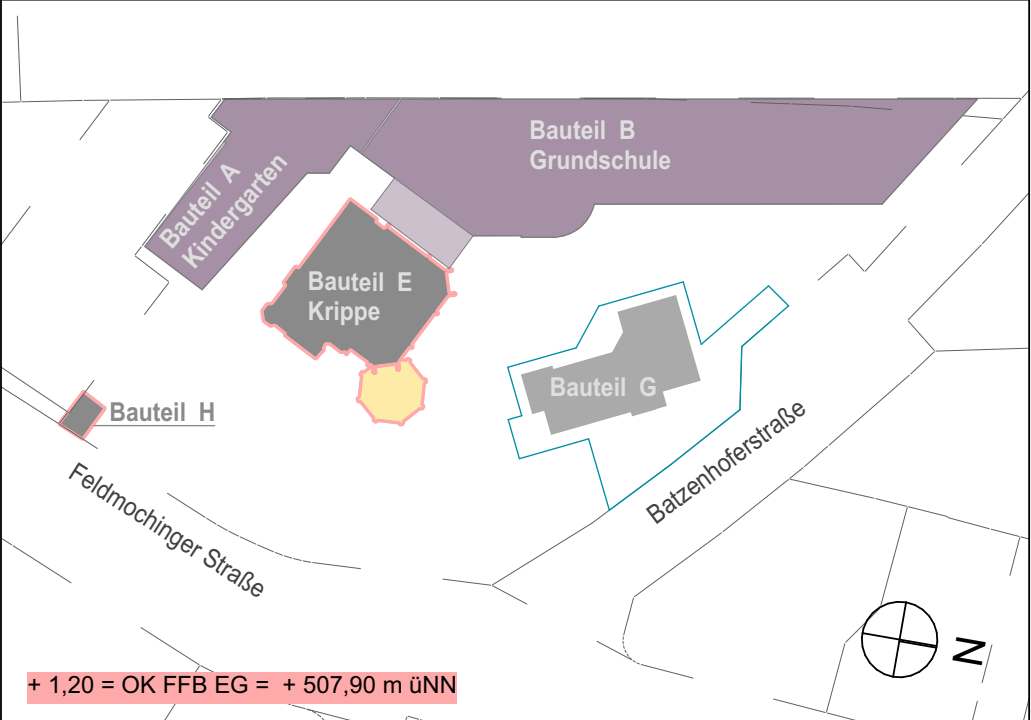 Bauteil B
Grundschule
Bauteil A
Kindergarten
Bauteil E
Krippe
Bauteil G
Bauteil H
Batzenhoferstraße
Feldmochinger Straße
N
+ 1,20 = OK FFB EG = + 507,90 m üNN